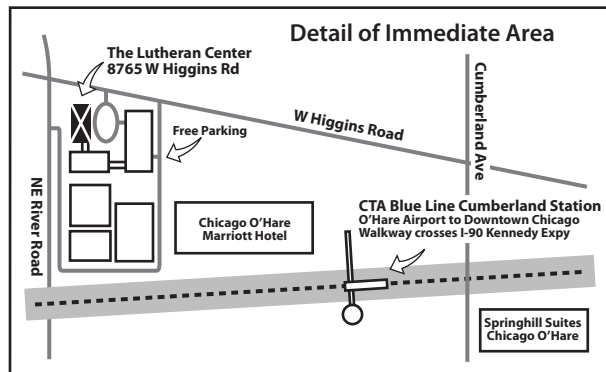 Detail of Immediate Area
The Lutheran Center
8765 W Higgins Rd
Free Parking
W Higgins Road
Cumberland Ave
NE River Road
CTA Blue Line Cumberland Station
O’Hare Airport to Downtown Chicago
Walkway crosses I-90 Kennedy Expy
Chicago O’Hare
Marriott Hotel
Springhill Suites
Chicago O’Hare